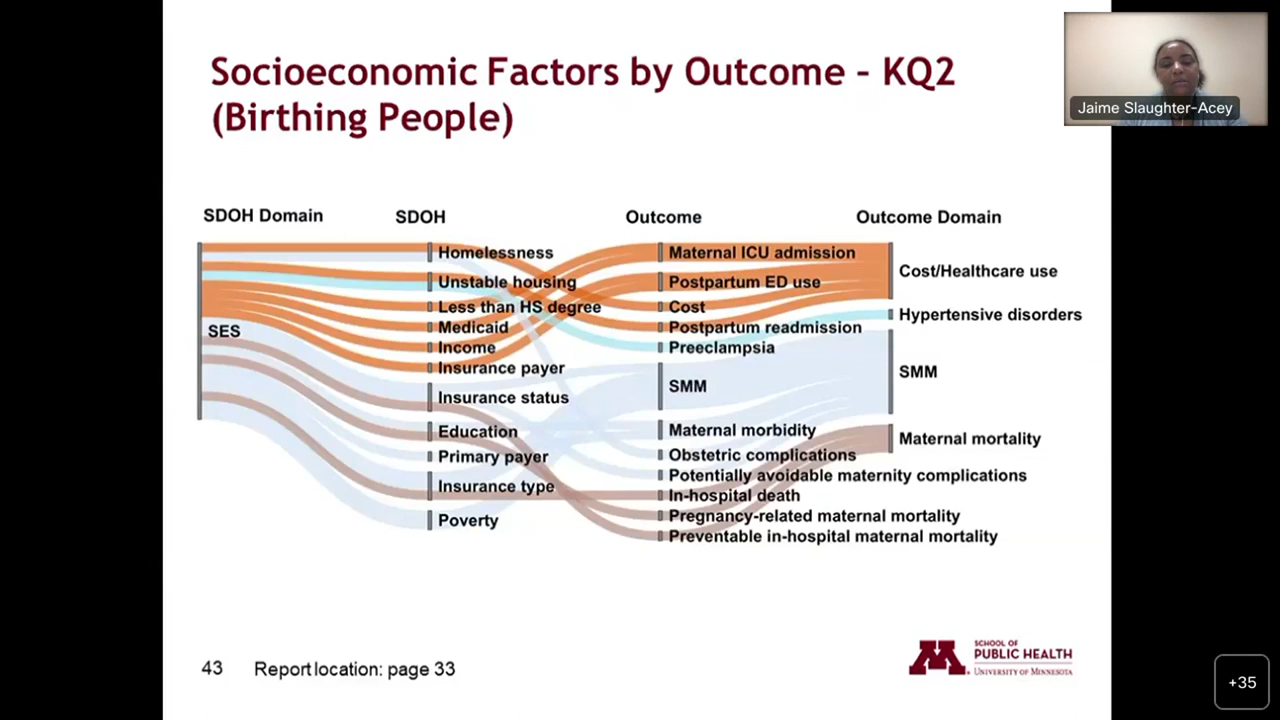 Socioeconomic Factors by Outcome – KQ2
(Birthing People)
Jaime Slaughter-Acey
SDOH Domain
SDOH
Outcome
Outcome Domain
SES
Homelessness
Unstable housing
Less than HS degree
Medicaid
Income
Insurance payer
Insurance status
Education
Primary payer
Insurance type
Poverty
Maternal ICU admission
Postpartum ED use
Cost
Postpartum readmission
Preeclampsia
SMM
Maternal morbidity
Obstetric complications
Potentially avoidable maternity complications
In-hospital death
Pregnancy-related maternal mortality
Preventable in-hospital maternal mortality
Cost/Healthcare use
Hypertensive disorders
SMM
Maternal mortality
43
Report location: page 33
M
SCHOOL OF
PUBLIC HEALTH
UNIVERSITY OF MINNESOTA
+35